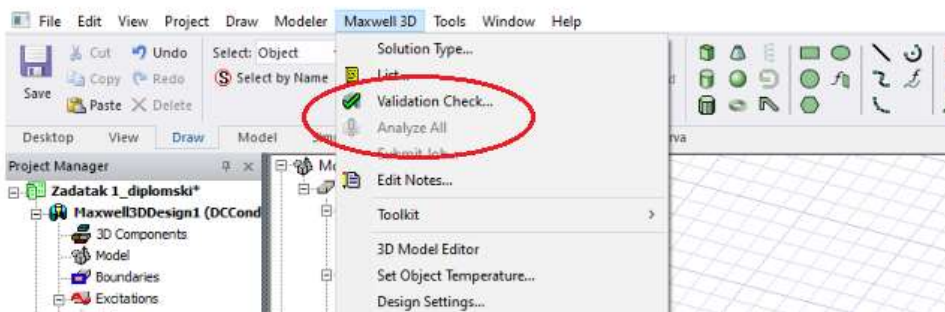 File Edit View Project Draw Modeler Maxwell 3D Tools Window Help
Cut Undo Select: Object
Copy Redo Select by Name
Save
Paste Delete
Desktop View Draw Model
Solution Type...
List...
Validation Check...
Analyze All
Submit Job...
Edit Notes...
Toolkit
3D Model Editor
Set Object Temperature...
Design Settings...
Project Manager
Zadatak 1_diplomski*
Maxwell3DDesign1 (DCCond
3D Components
Model
Boundaries
Excitations